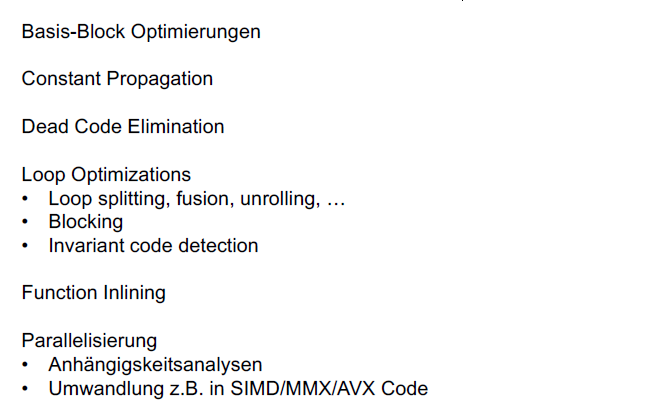 Basis-Block Optimierungen
Constant Propagation
Dead Code Elimination
Loop Optimizations
• Loop splitting, fusion, unrolling, …
• Blocking
• Invariant code detection
Function Inlining
Parallelisierung
• Anhängigskeitsanalysen
• Umwandlung z.B. in SIMD/MMX/AVX Code